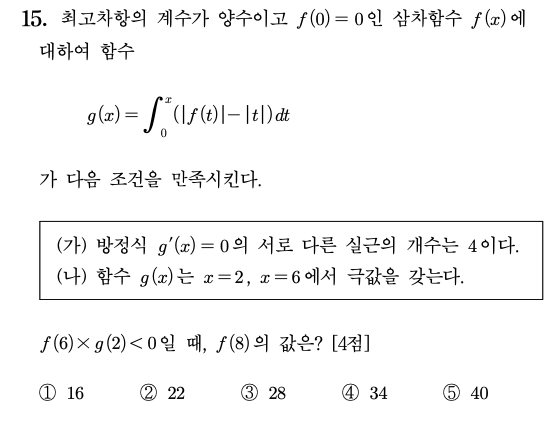 15. 최고차항의 계수가 양수이고 f(0)=0인 삼차함수 f(x)에
대하여 함수
g(x)=∫₀ˣ(|f(t)|-|t|)dt
가 다음 조건을 만족시킨다.
(가) 방정식 g′(x)=0의 서로 다른 실근의 개수는 4이다.
(나) 함수 g(x)는 x=2, x=6에서 극값을 갖는다.
f(6)×g(2)<0일 때, f(8)의 값은? [4점]
① 16 ② 22 ③ 28 ④ 34 ⑤ 40